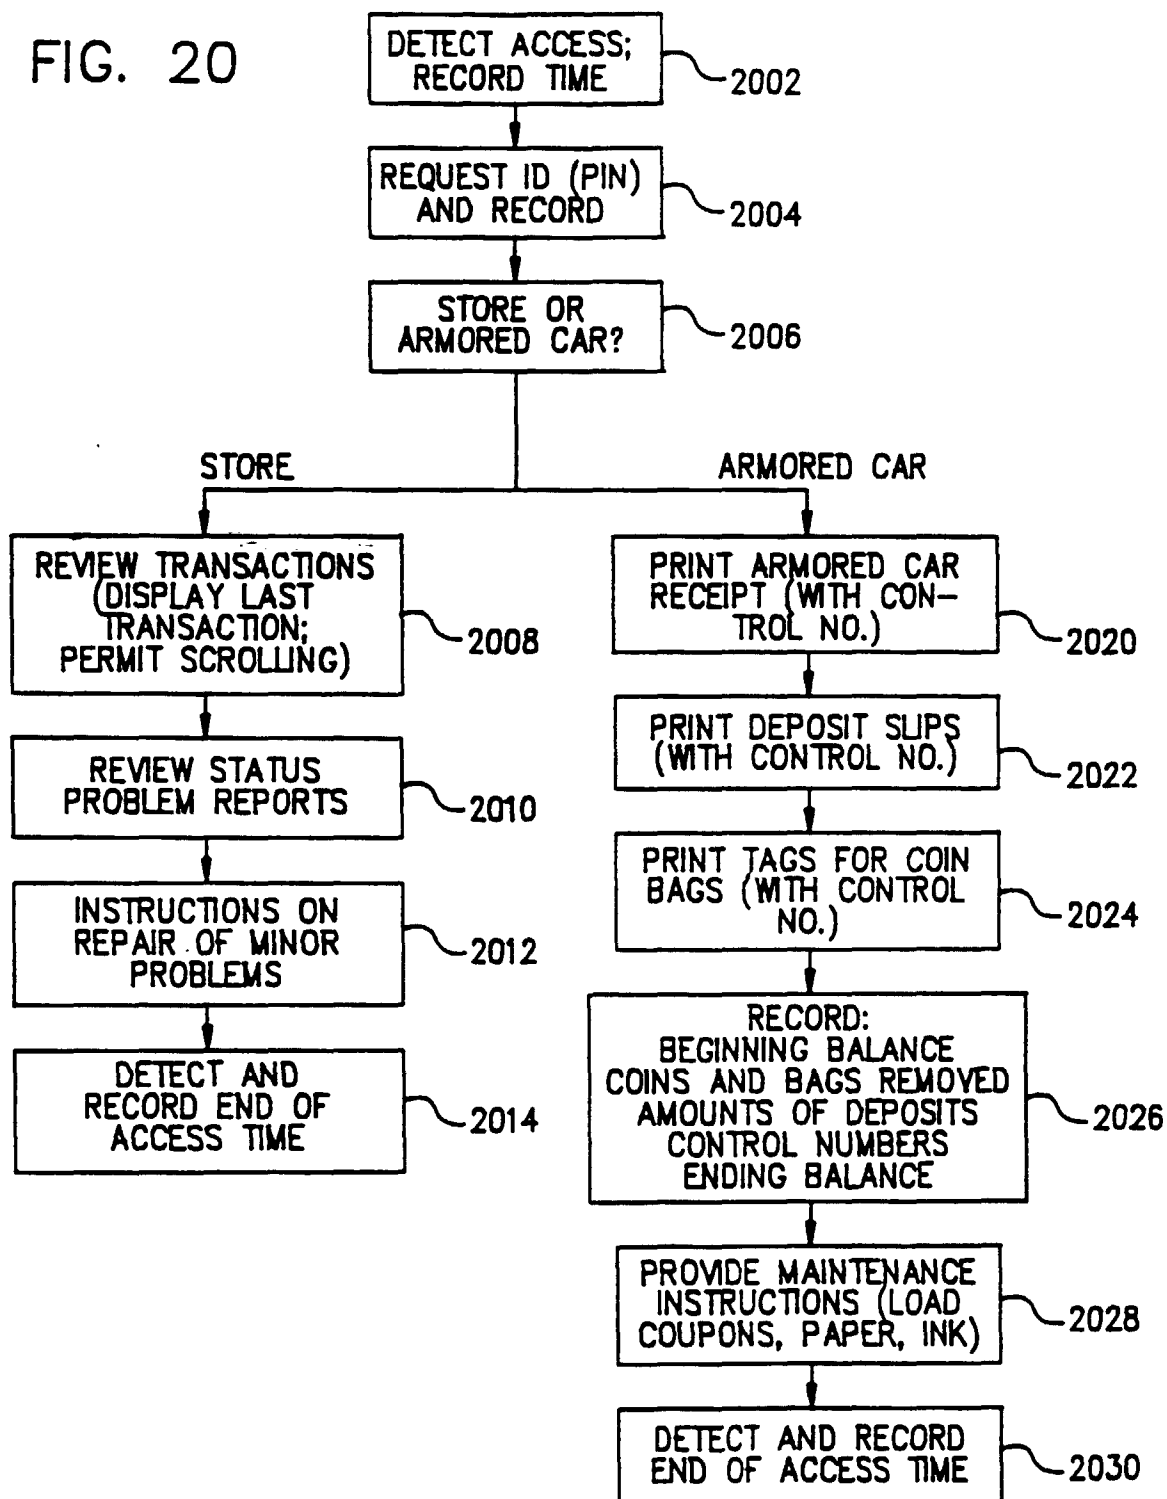 FIG. 20
DETECT ACCESS;
RECORD TIME
2002
REQUEST ID (PIN)
AND RECORD
2004
STORE OR
ARMORED CAR?
2006
STORE
ARMORED CAR
REVIEW TRANSACTIONS
(DISPLAY LAST
TRANSACTION;
PERMIT SCROLLING)
2008
REVIEW STATUS
PROBLEM REPORTS
2010
INSTRUCTIONS ON
REPAIR OF MINOR
PROBLEMS
2012
DETECT AND
RECORD END OF
ACCESS TIME
2014
PRINT ARMORED CAR
RECEIPT (WITH CON-
TROL NO.)
2020
PRINT DEPOSIT SLIPS
(WITH CONTROL NO.)
2022
PRINT TAGS FOR COIN
BAGS (WITH CONTROL
NO.)
2024
RECORD:
BEGINNING BALANCE
COINS AND BAGS REMOVED
AMOUNTS OF DEPOSITS
CONTROL NUMBERS
ENDING BALANCE
2026
PROVIDE MAINTENANCE
INSTRUCTIONS (LOAD
COUPONS, PAPER, INK)
2028
DETECT AND RECORD
END OF ACCESS TIME
2030